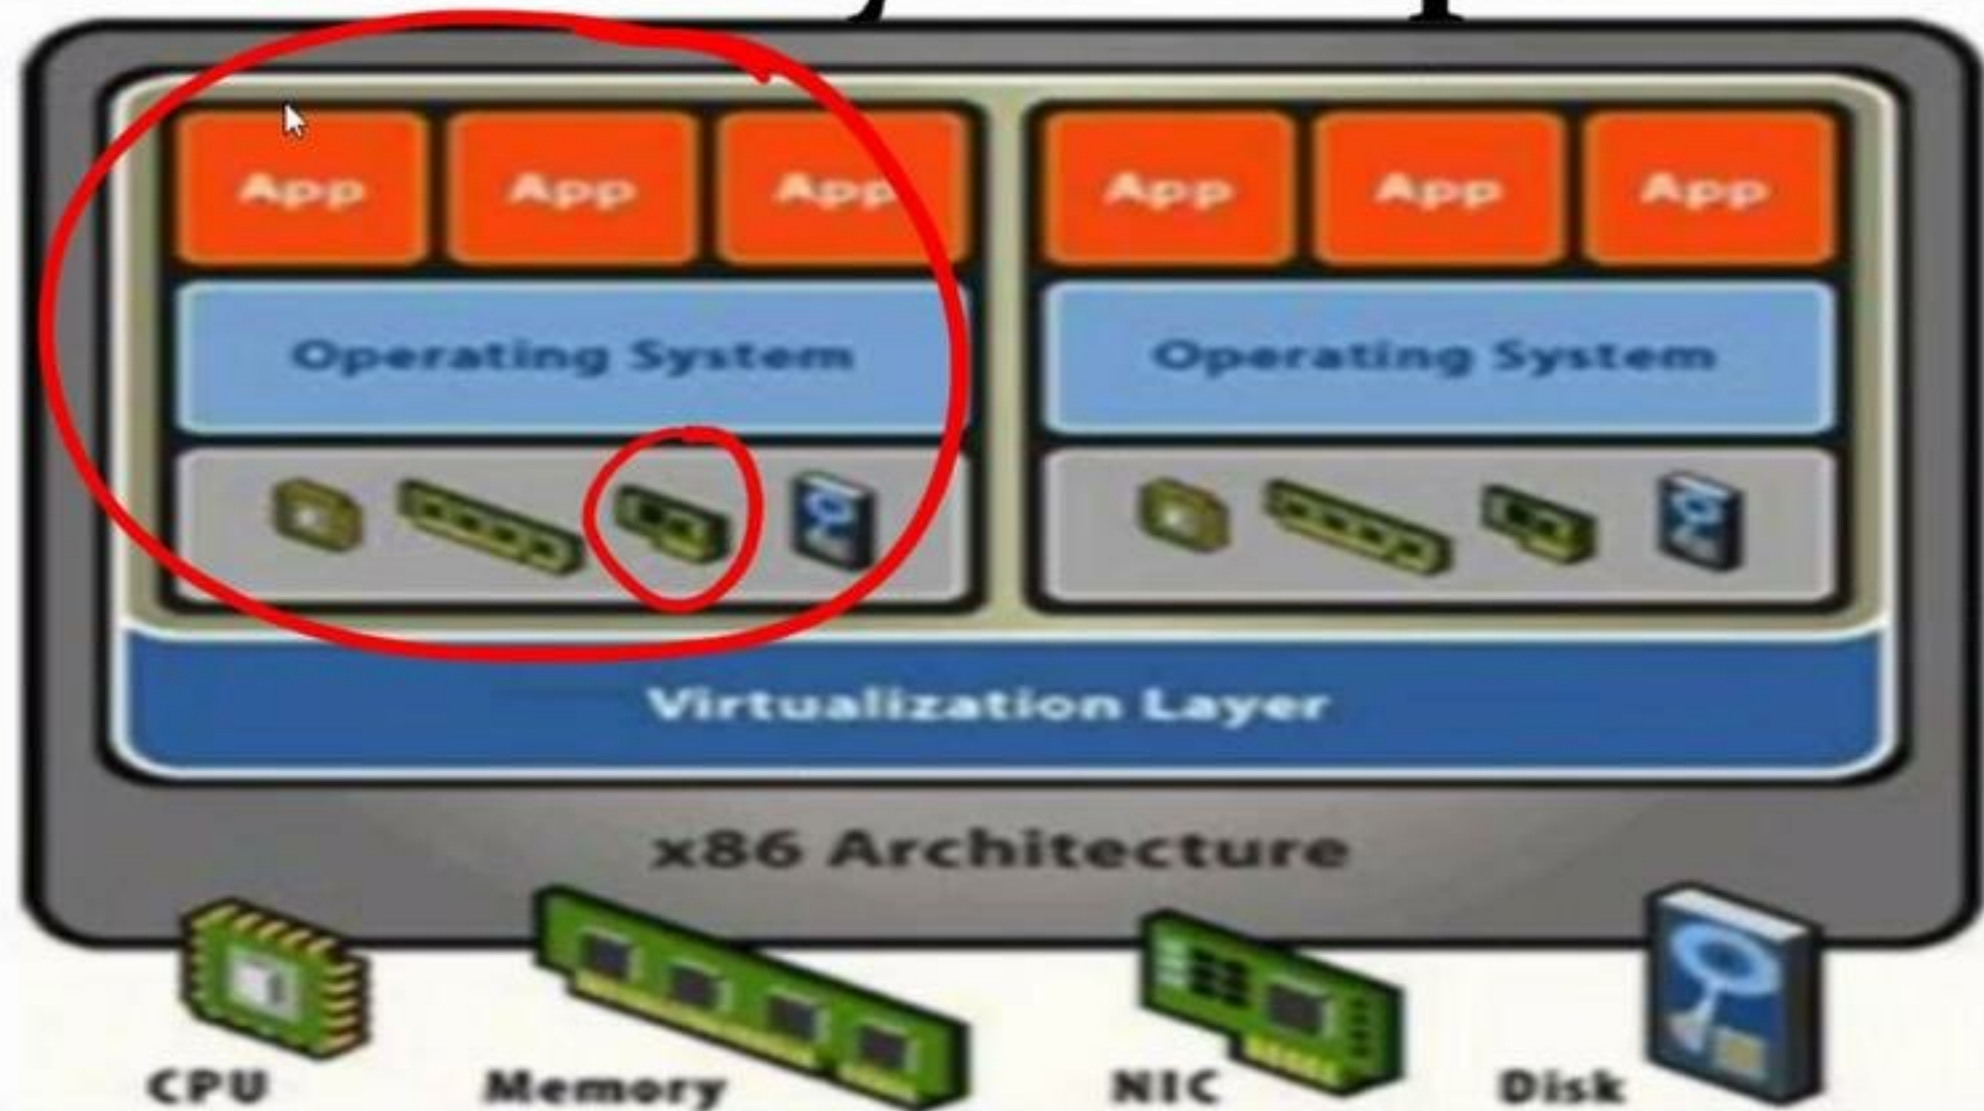 App App App App App App
Operating System Operating System
Virtualization Layer
x86 Architecture
CPU Memory NIC Disk